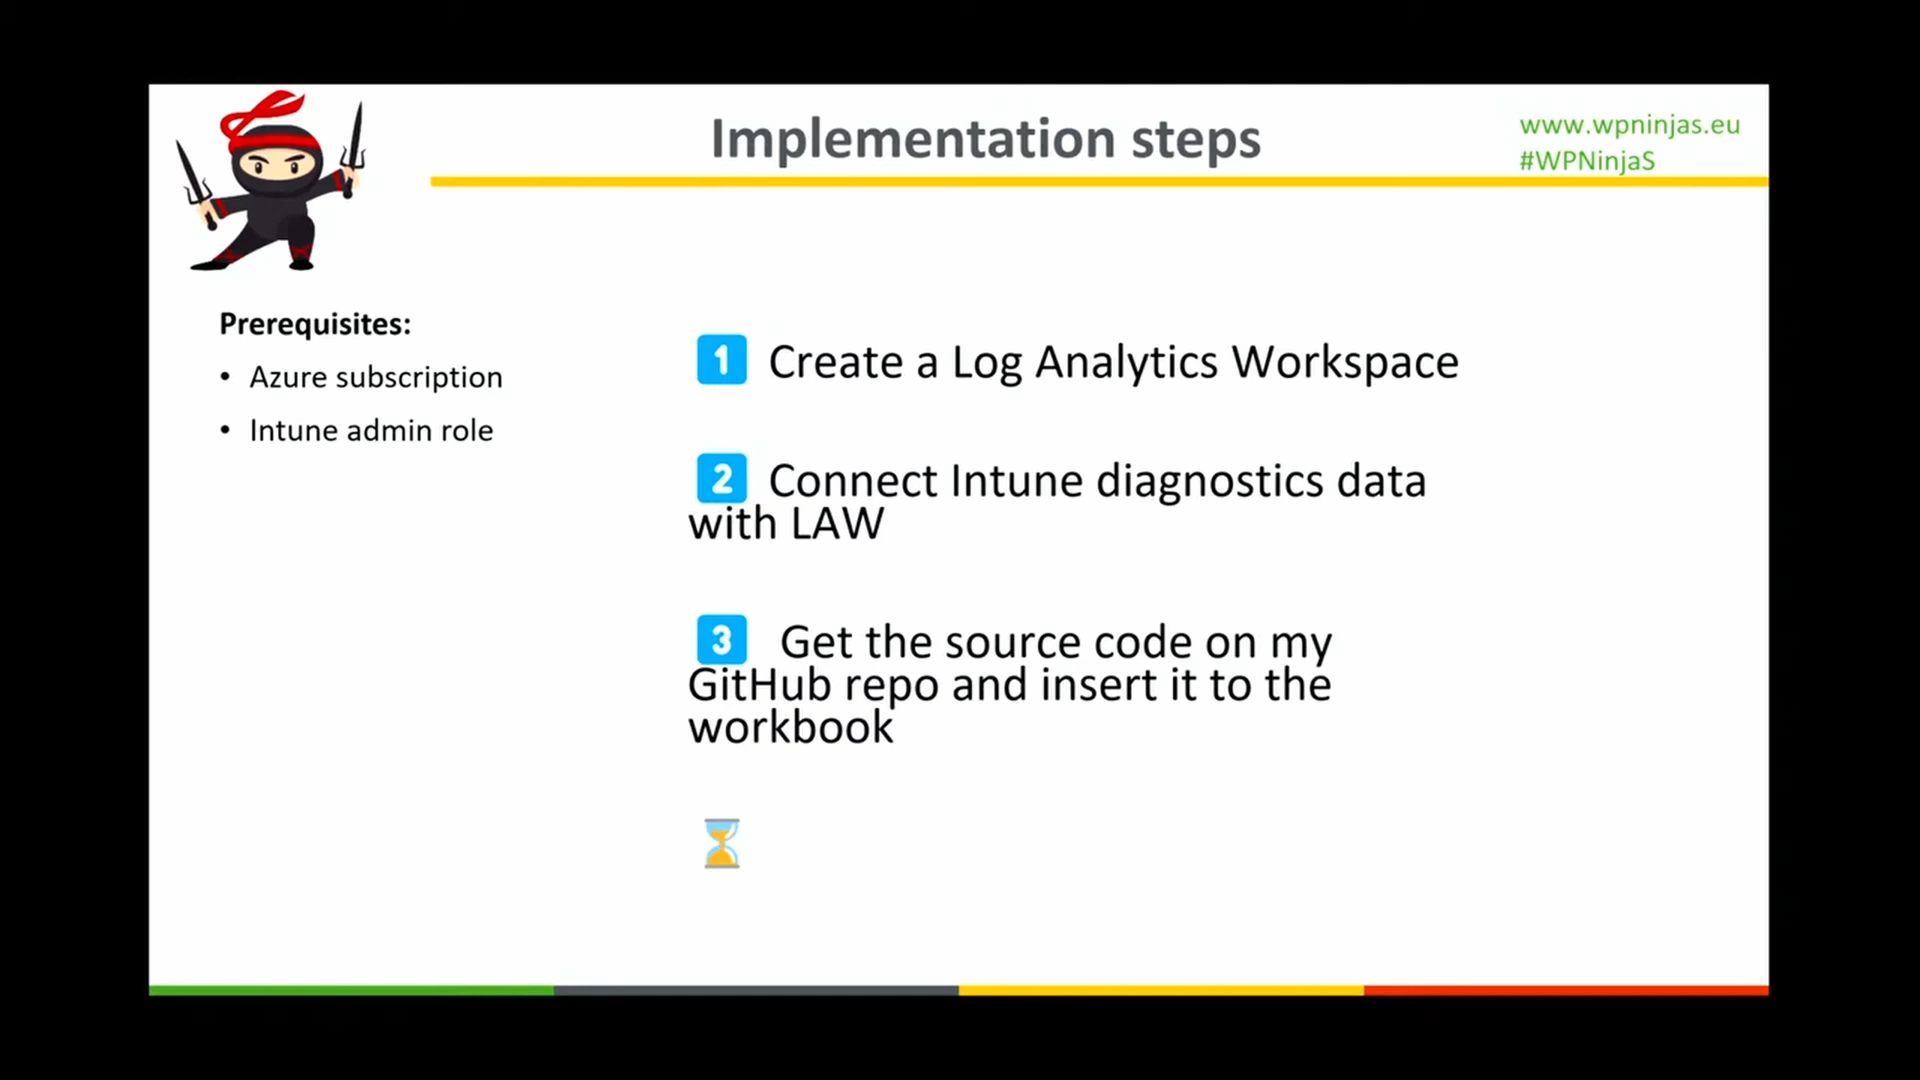 Implementation steps
www.wpninjas.eu
#WPNinjaS
Prerequisites:
• Azure subscription
• Intune admin role
1 Create a Log Analytics Workspace
2 Connect Intune diagnostics data
with LAW
3 Get the source code on my
GitHub repo and insert it to the
workbook